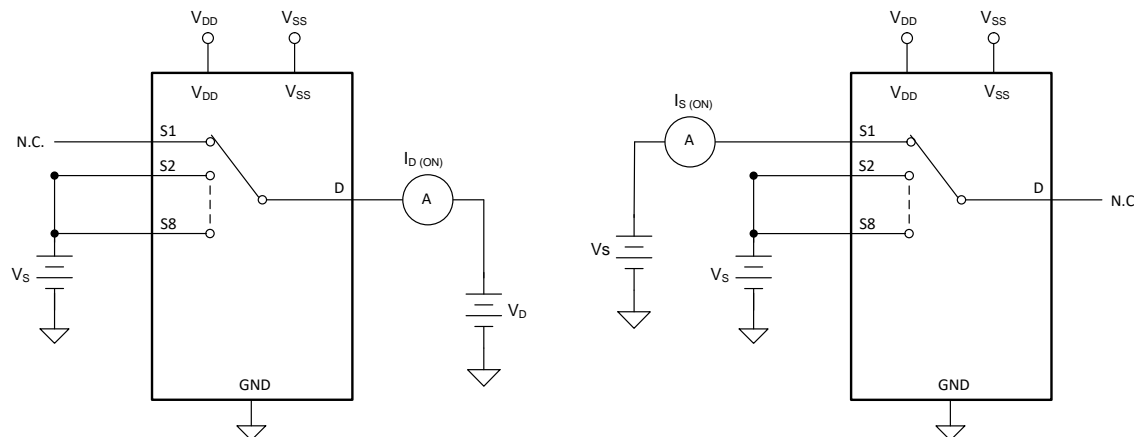 VDD
VSS
VDD
VSS
N.C.
S1
S2
S8
D
ID (ON)
A
VS
VD
GND
VDD
VSS
VDD
VSS
IS (ON)
A
S1
S2
S8
D
N.C
Vs
VS
GND